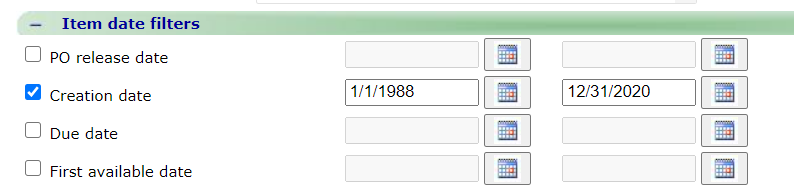 Item date filters
PO release date
Creation date 1/1/1988 12/31/2020
Due date
First available date